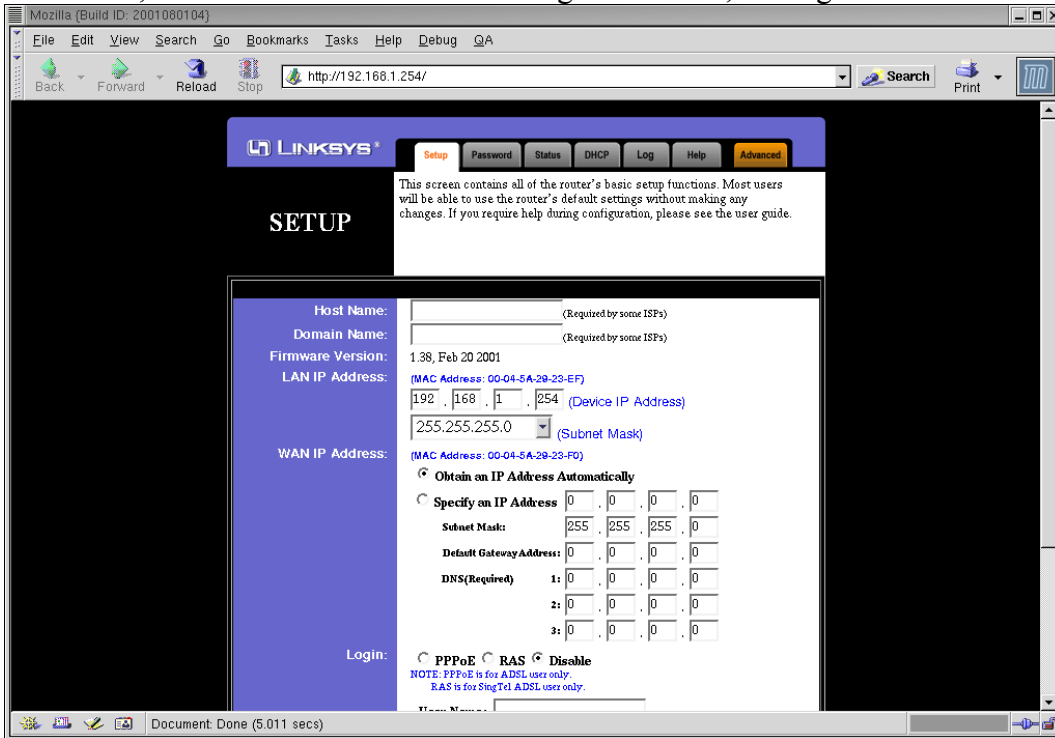 Mozilla {Build ID: 2001080104}
File Edit View Search Go Bookmarks Tasks Help Debug QA
Back Forward Reload Stop http://192.168.1.254/ Search Print
LINKSYS®
Setup Password Status DHCP Log Help Advanced
SETUP
This screen contains all of the router's basic setup functions. Most users
will be able to use the router's default settings without making any
changes. If you require help during configuration, please see the user guide.
Host Name: (Required by some ISPs)
Domain Name: (Required by some ISPs)
Firmware Version: 1.38, Feb 20 2001
LAN IP Address: (MAC Address: 00-04-5A-29-23-EF)
192 . 168 . 1 . 254 (Device IP Address)
255.255.255.0 (Subnet Mask)
WAN IP Address: (MAC Address: 00-04-5A-29-23-F0)
Obtain an IP Address Automatically
Specify an IP Address 0 . 0 . 0 . 0
Subnet Mask: 255 . 255 . 255 . 0
Default Gateway Address: 0 . 0 . 0 . 0
DNS(Required) 1: 0 . 0 . 0 . 0
2: 0 . 0 . 0 . 0
3: 0 . 0 . 0 . 0
Login: PPPoE RAS Disable
NOTE: PPPoE is for ADSL user only.
RAS is for SingTel ADSL user only.
User Name:
Document: Done (5.011 secs)